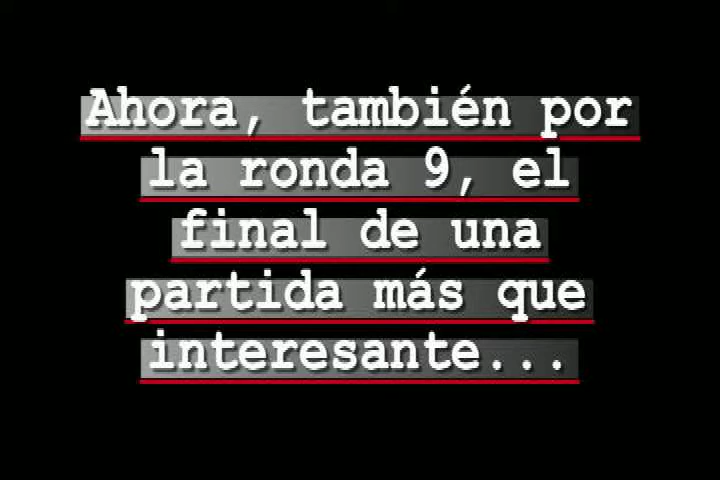 Ahora, también por
la ronda 9, el
final de una
partida más que
interesante...